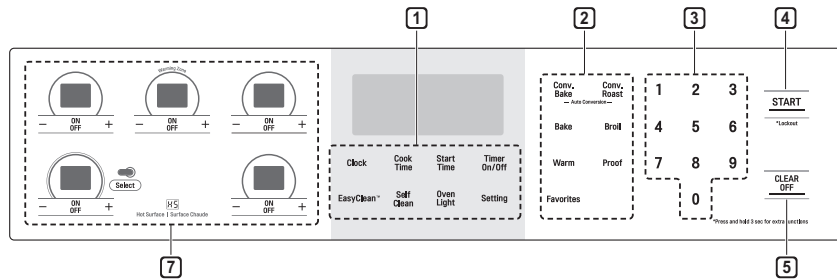 1
2
3
4
Warming Zone
- ON OFF +
- ON OFF +
- ON OFF +
Select
- ON OFF +
- ON OFF +
HS
Hot Surface | Surface Chaude
Clock
Cook Time
Start Time
Timer On/Off
EasyClean™
Self Clean
Oven Light
Setting
Conv. Bake
Conv. Roast
Auto Conversion
Bake
Broil
Warm
Proof
Favorites
1 2 3
4 5 6
7 8 9
0
START
*Lockout
CLEAR OFF
*Press and hold 3 sec for extra functions
7
5